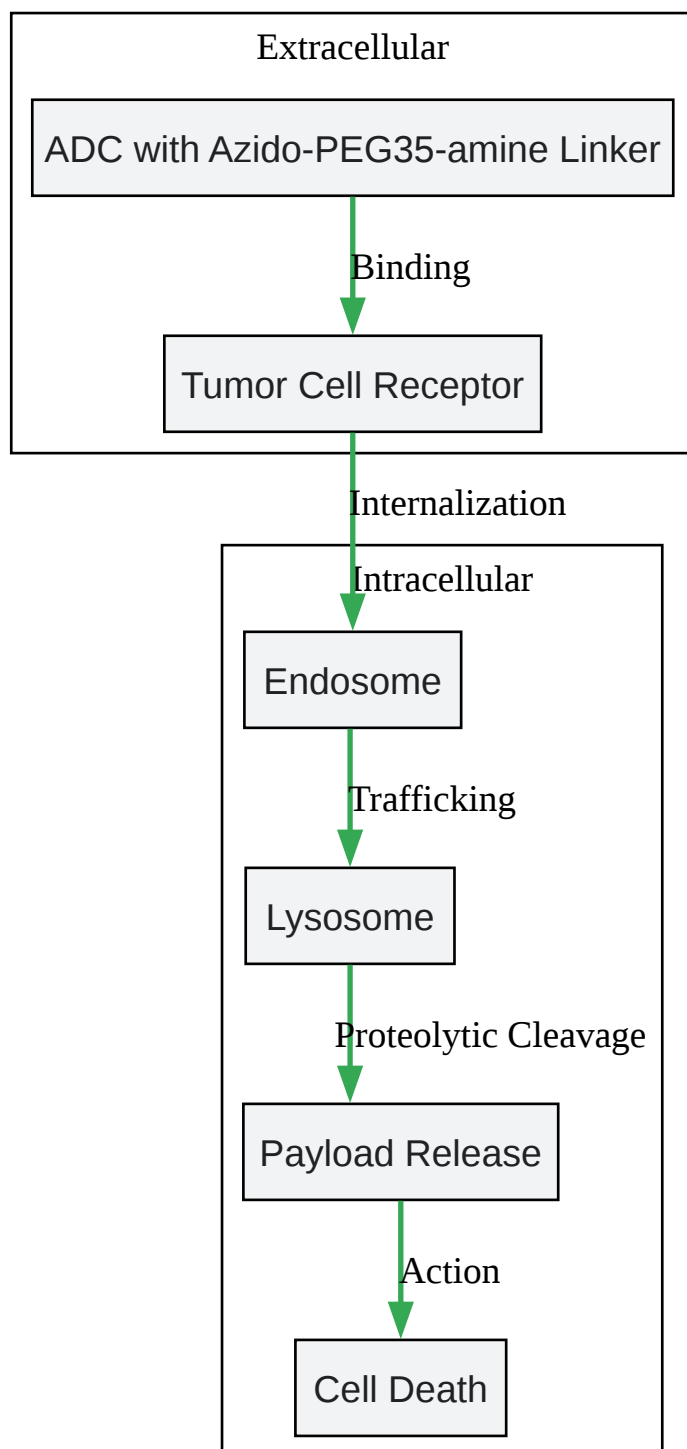 Extracellular
ADC with Azido-PEG35-amine Linker
Binding
Tumor Cell Receptor
Internalization
Intracellular
Endosome
Trafficking
Lysosome
Proteolytic Cleavage
Payload Release
Action
Cell Death